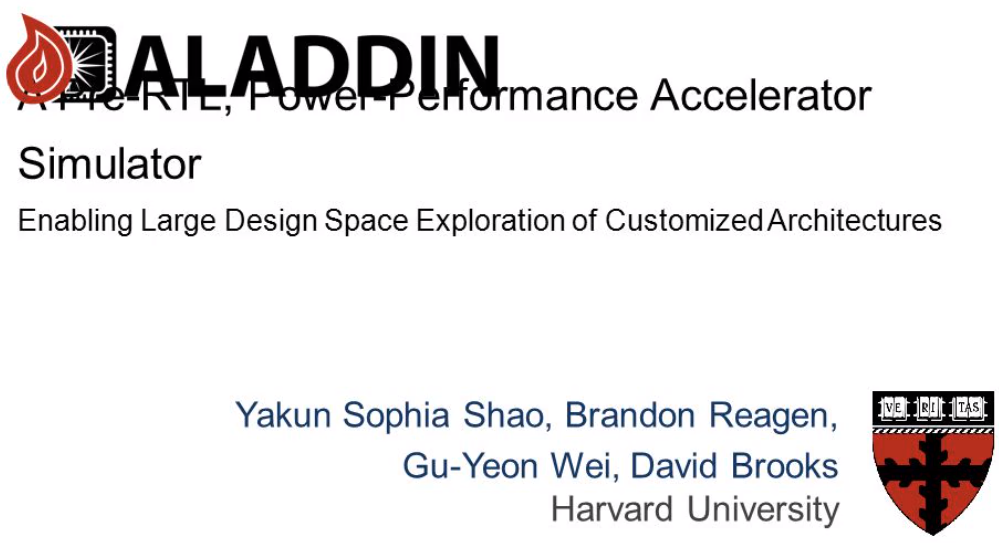 ALADDIN
A Pre-RTL, Power-Performance Accelerator
Simulator
Enabling Large Design Space Exploration of Customized Architectures
Yakun Sophia Shao, Brandon Reagen,
Gu-Yeon Wei, David Brooks
Harvard University
VE RI TAS